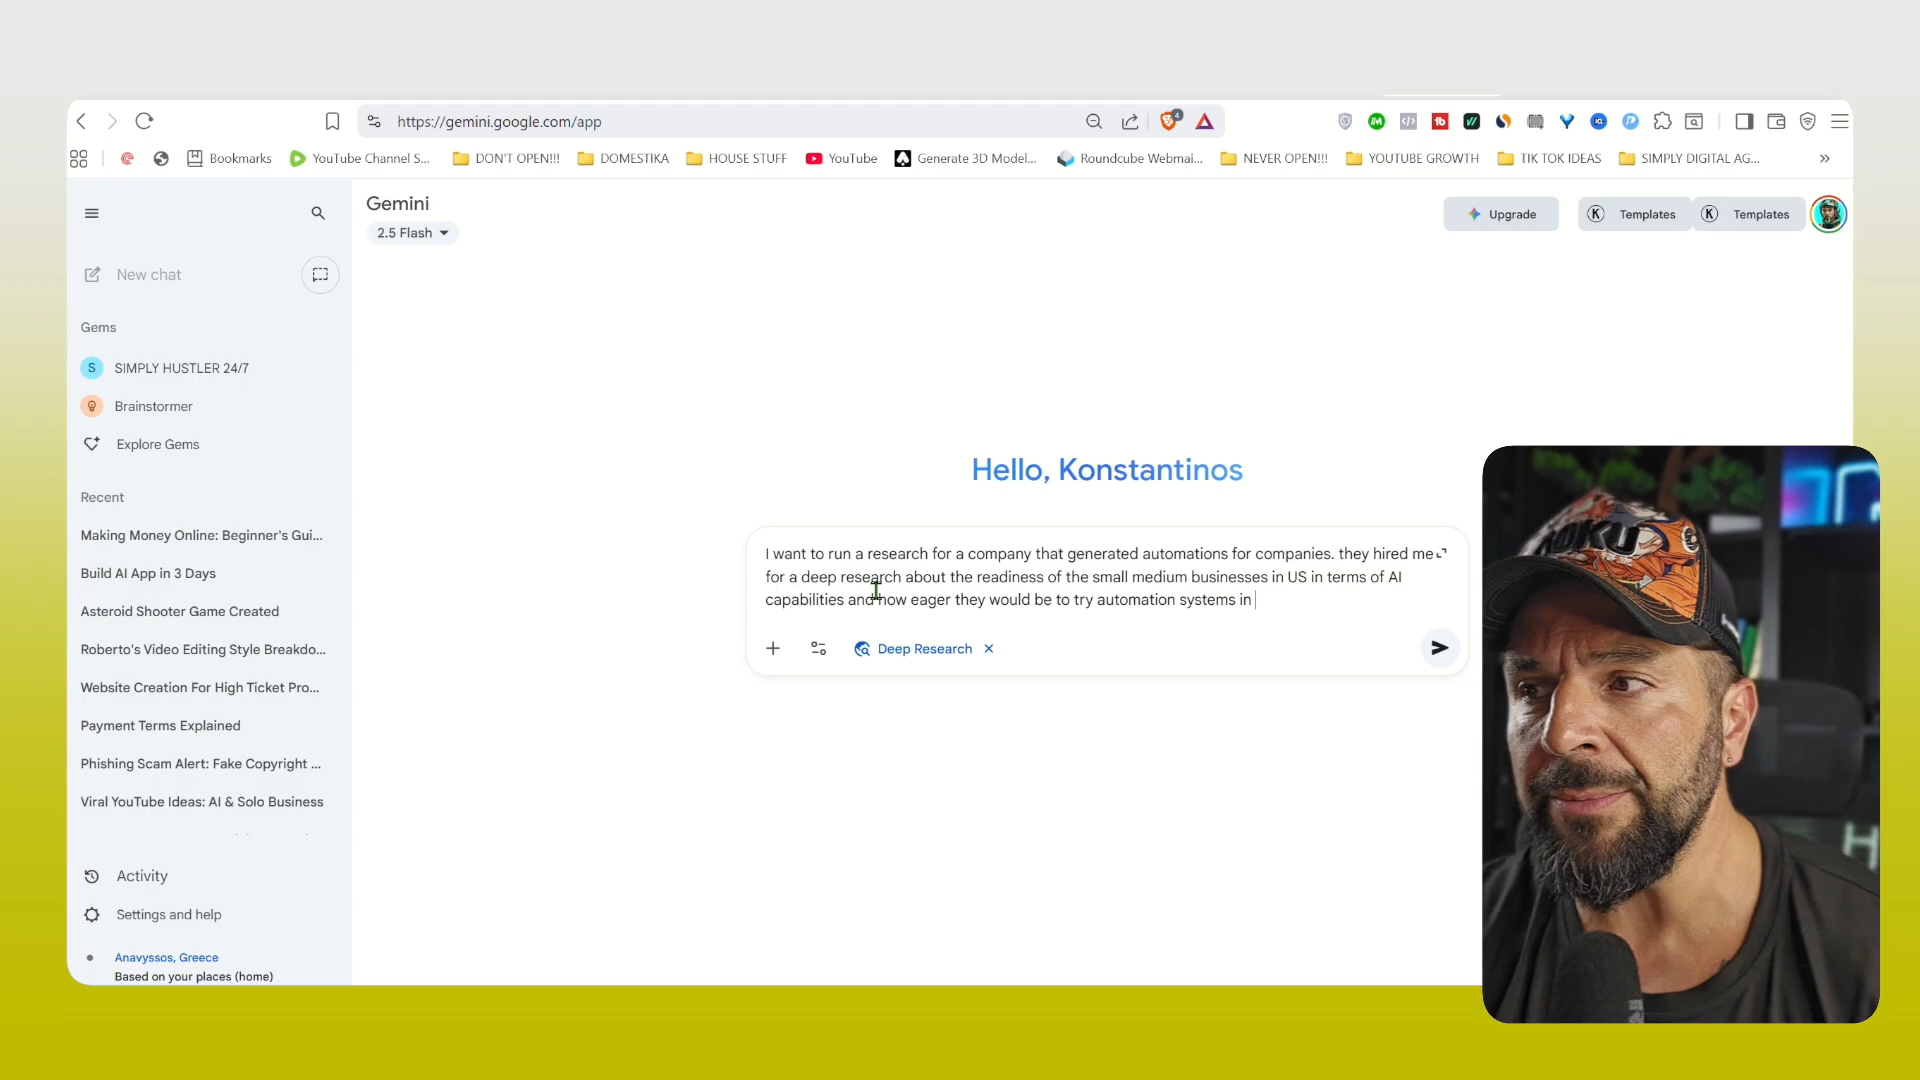 https://gemini.google.com/app
4
Bookmarks
YouTube Channel S...
DON'T OPEN!!!
DOMESTIKA
HOUSE STUFF
YouTube
Generate 3D Model...
Roundcube Webmai...
NEVER OPEN!!!
YOUTUBE GROWTH
TIK TOK IDEAS
SIMPLY DIGITAL AG...
Gemini
2.5 Flash
Upgrade
K Templates
K Templates
New chat
Gems
S SIMPLY HUSTLER 24/7
Brainstormer
Explore Gems
Recent
Making Money Online: Beginner's Gui...
Build AI App in 3 Days
Asteroid Shooter Game Created
Roberto's Video Editing Style Breakdo...
Website Creation For High Ticket Pro...
Payment Terms Explained
Phishing Scam Alert: Fake Copyright ...
Viral YouTube Ideas: AI & Solo Business
Activity
Settings and help
Anavyssos, Greece
Based on your places (home)
Hello, Konstantinos
I want to run a research for a company that generated automations for companies. they hired me
for a deep research about the readiness of the small medium businesses in US in terms of AI
capabilities and how eager they would be to try automation systems in
Deep Research